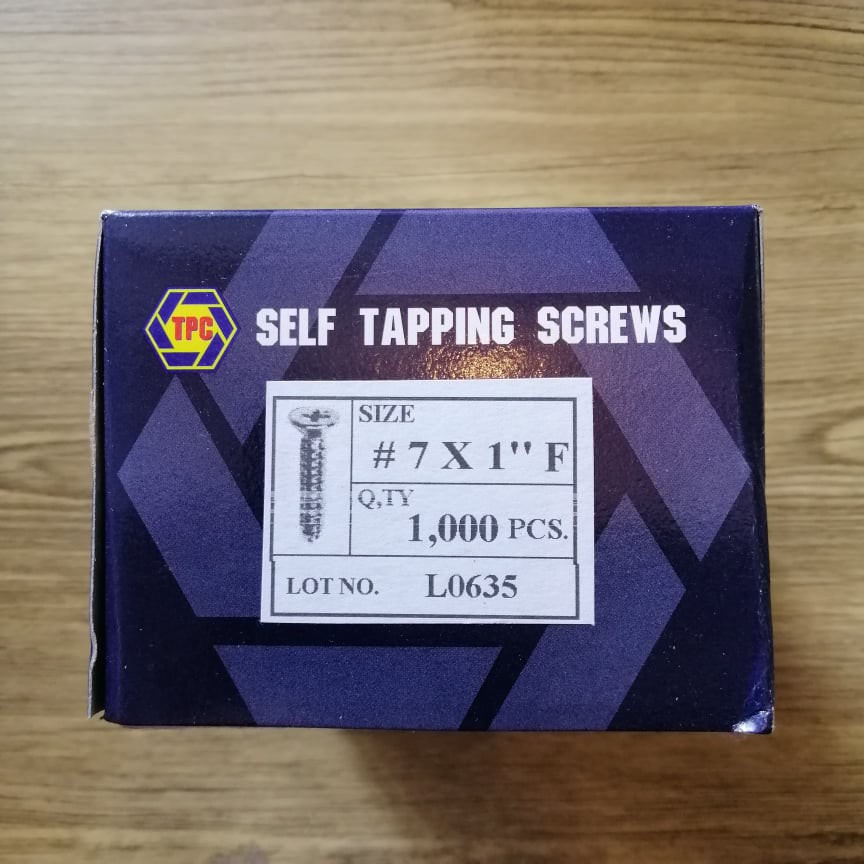 TPC
SELF TAPPING SCREWS
SIZE
# 7 X 1'' F
Q,TY
1,000 PCS.
LOT NO. L0635